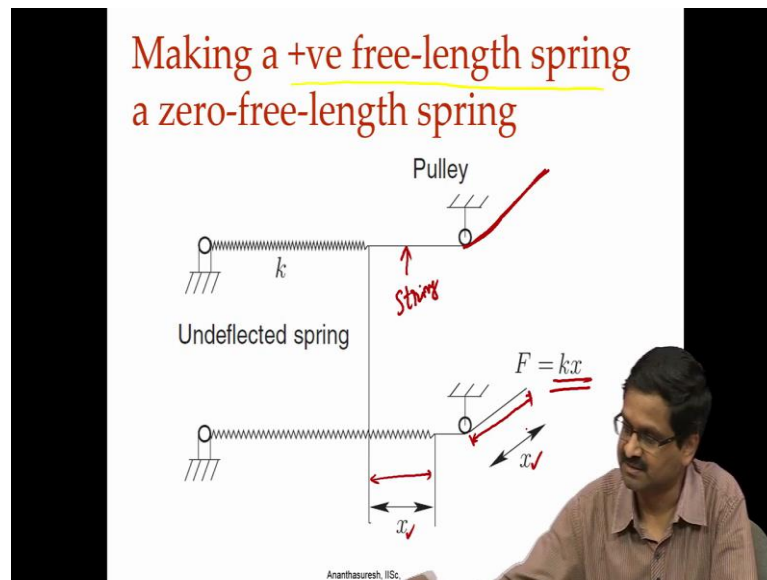 Making a +ve free-length spring
a zero-free-length spring
Pulley
k
String
Undeflected spring
F = kx
x
x
Ananthasuresh, IISc,